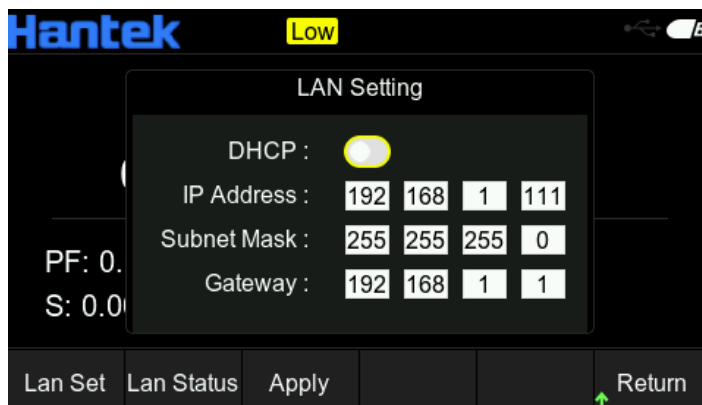 Hantek Low
LAN Setting
DHCP :
IP Address : 192 168 1 111
Subnet Mask : 255 255 255 0
Gateway : 192 168 1 1
PF: 0.
S: 0.0
Lan Set Lan Status Apply Return